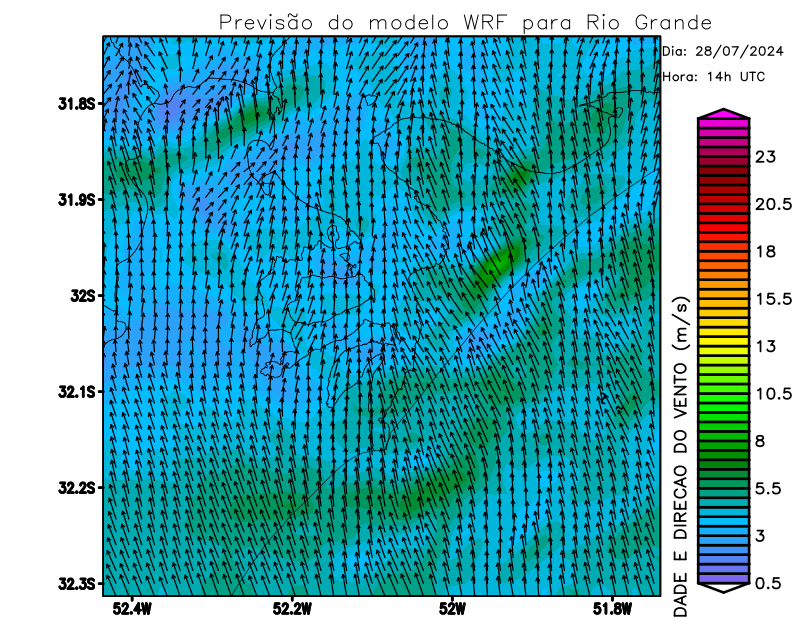 Previsão do modelo WRF para Rio Grande
Dia: 28/07/2024
Hora: 14h UTC
31.8S
31.9S
32S
32.1S
32.2S
32.3S
52.4W
52.2W
52W
51.8W
23
20.5
18
15.5
13
10.5
8
5.5
3
0.5
DADE E DIRECAO DO VENTO (m/s)